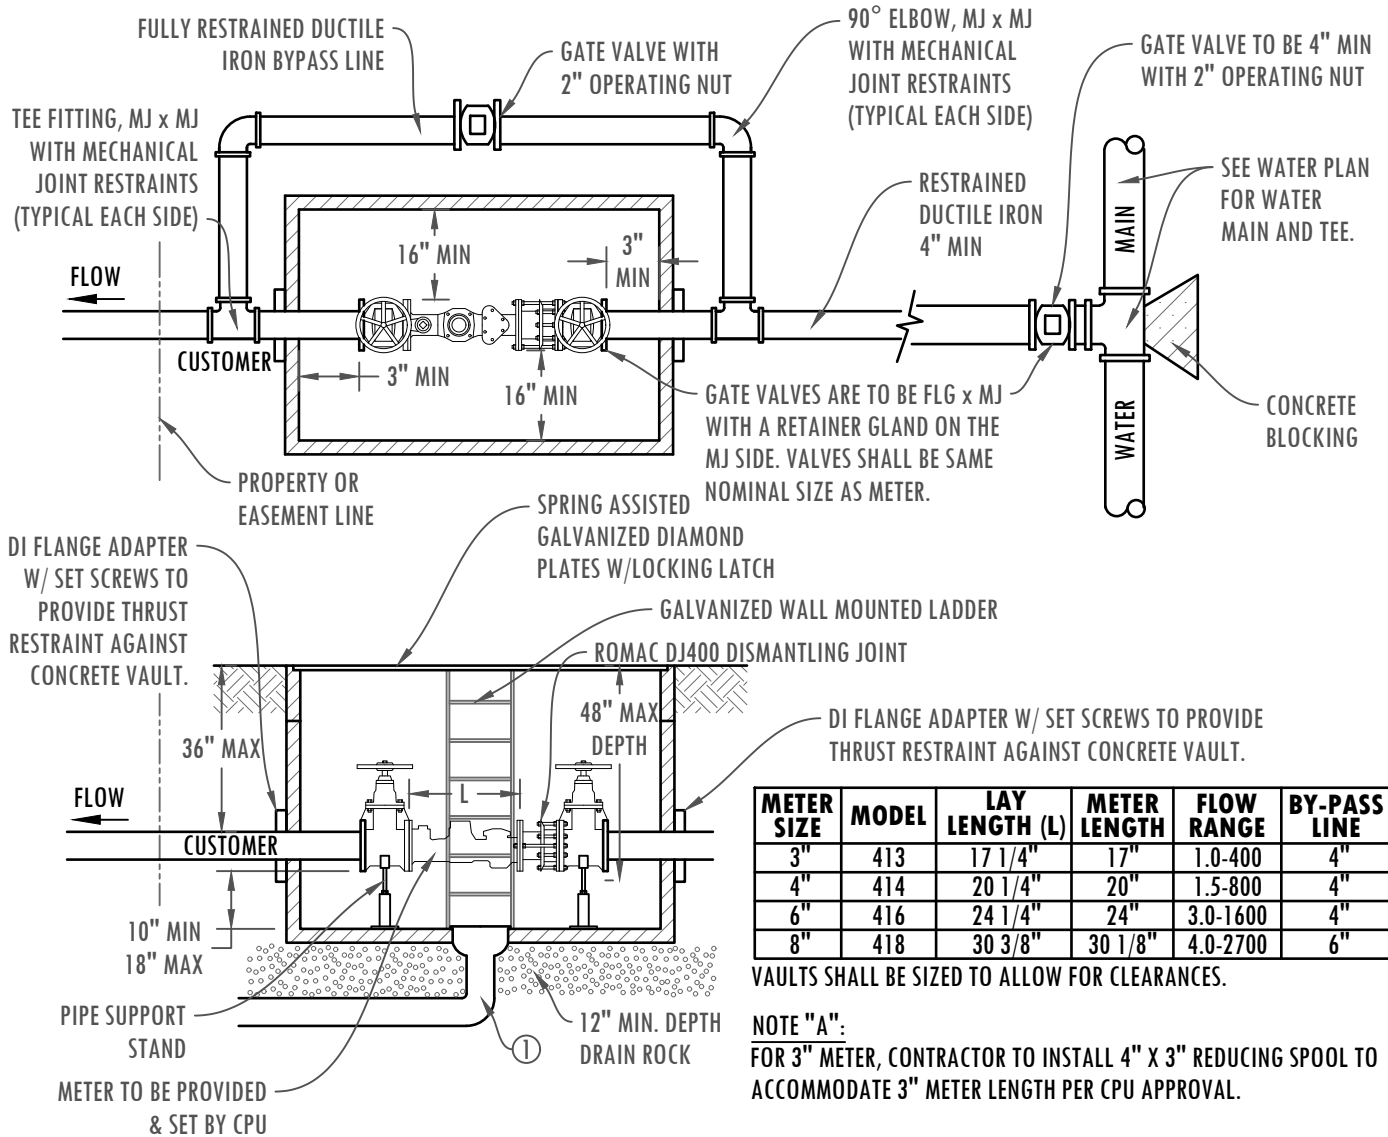 FULLY RESTRAINED DUCTILE
IRON BYPASS LINE
GATE VALVE WITH
2" OPERATING NUT
90° ELBOW, MJ x MJ
WITH MECHANICAL
JOINT RESTRAINTS
(TYPICAL EACH SIDE)
GATE VALVE TO BE 4" MIN
WITH 2" OPERATING NUT
TEE FITTING, MJ x MJ
WITH MECHANICAL
JOINT RESTRAINTS
(TYPICAL EACH SIDE)
RESTRAINED
DUCTILE IRON
4" MIN
SEE WATER PLAN
FOR WATER
MAIN AND TEE.
MAIN
WATER
16" MIN
3"
MIN
FLOW
CUSTOMER
3" MIN
16" MIN
GATE VALVES ARE TO BE FLG x MJ
WITH A RETAINER GLAND ON THE
MJ SIDE. VALVES SHALL BE SAME
NOMINAL SIZE AS METER.
CONCRETE
BLOCKING
PROPERTY OR
EASEMENT LINE
SPRING ASSISTED
GALVANIZED DIAMOND
PLATES W/LOCKING LATCH
DI FLANGE ADAPTER
W/ SET SCREWS TO
PROVIDE THRUST
RESTRAINT AGAINST
CONCRETE VAULT.
GALVANIZED WALL MOUNTED LADDER
ROMAC DJ400 DISMANTLING JOINT
48" MAX
DEPTH
36" MAX
DI FLANGE ADAPTER W/ SET SCREWS TO PROVIDE
THRUST RESTRAINT AGAINST CONCRETE VAULT.
FLOW
L
CUSTOMER
10" MIN
18" MAX
PIPE SUPPORT
STAND
METER TO BE PROVIDED
& SET BY CPU
1
12" MIN. DEPTH
DRAIN ROCK
METER SIZE MODEL LAY LENGTH (L) METER LENGTH FLOW RANGE BY-PASS LINE
3" 413 17 1/4" 17" 1.0-400 4"
4" 414 20 1/4" 20" 1.5-800 4"
6" 416 24 1/4" 24" 3.0-1600 4"
8" 418 30 3/8" 30 1/8" 4.0-2700 6"
VAULTS SHALL BE SIZED TO ALLOW FOR CLEARANCES.
NOTE "A":
FOR 3" METER, CONTRACTOR TO INSTALL 4" X 3" REDUCING SPOOL TO
ACCOMMODATE 3" METER LENGTH PER CPU APPROVAL.